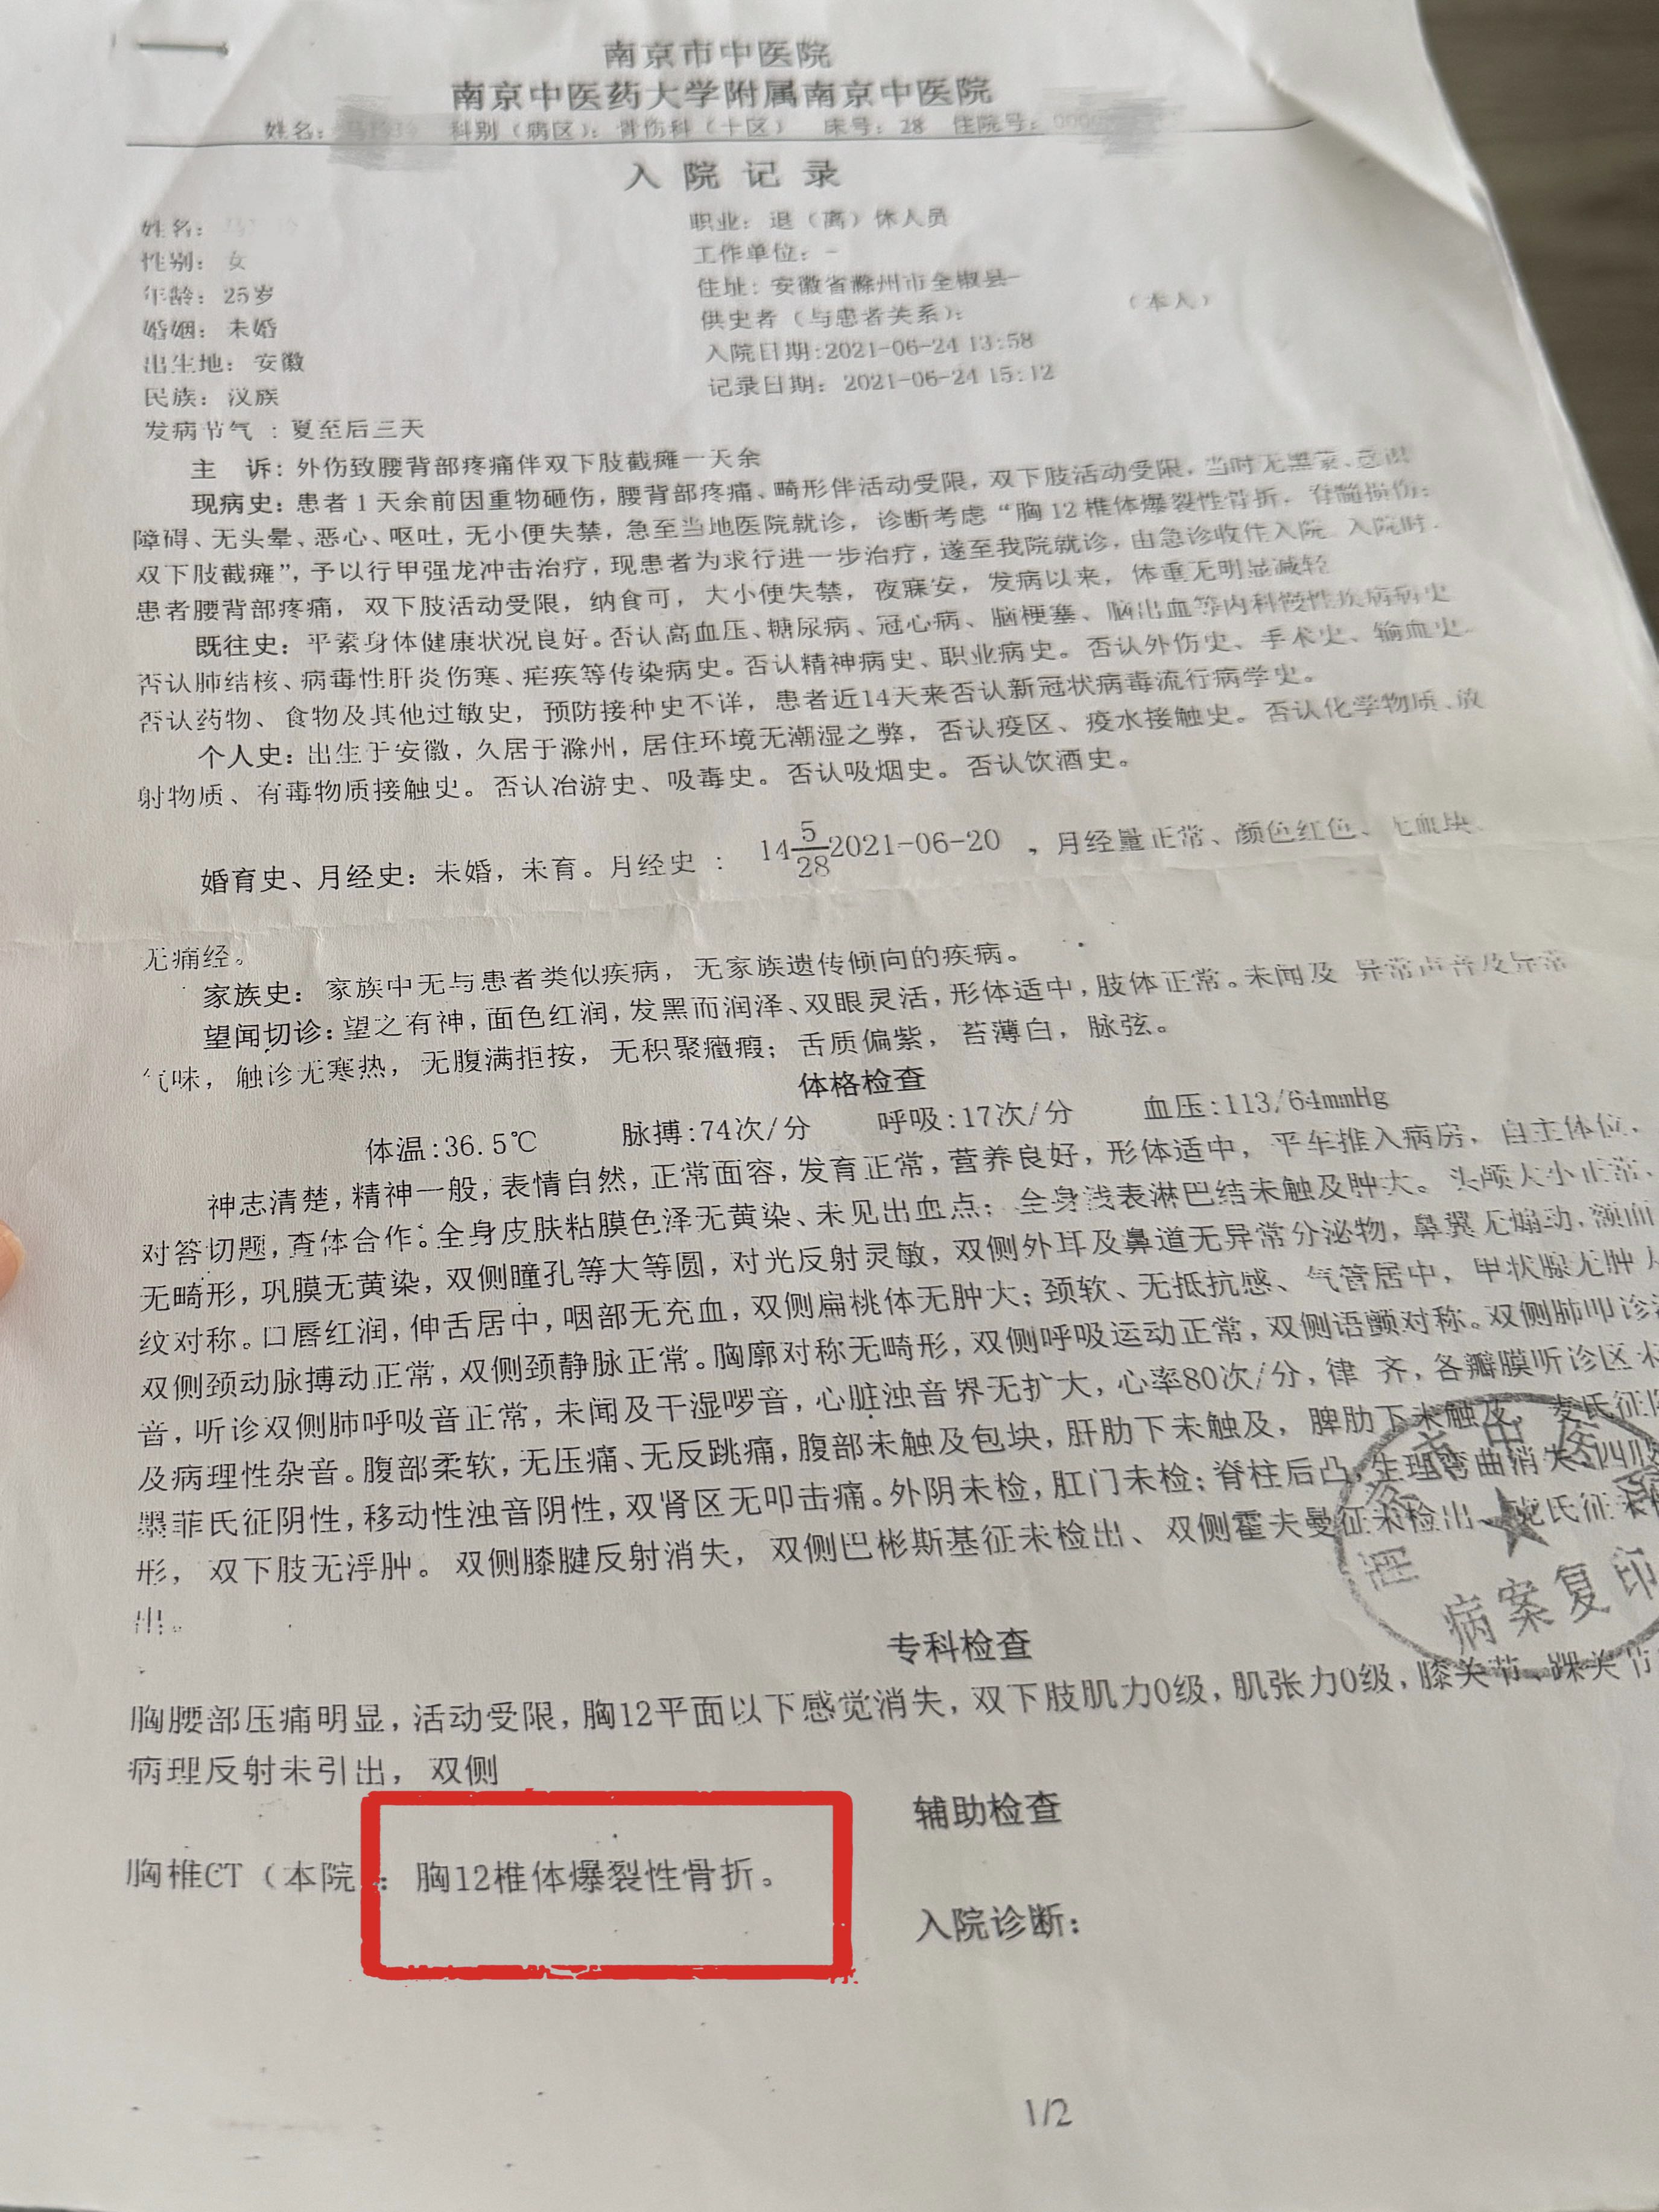 南京市中医院
南京中医药大学附属南京中医院
姓名: 科别（病区）: 骨伤科（十区） 床号: 28 住院号:
入院记录
姓名: 职业: 退（离）休人员
性别: 女 工作单位: -
年龄: 25岁 住址: 安徽省滁州市全椒县-
婚姻: 未婚 供史者（与患者关系）: （本人）
出生地: 安徽 入院日期:2021-06-24 13:58
民族: 汉族 记录日期: 2021-06-24 15:12
发病节气 : 夏至后三天
主 诉: 外伤致腰背部疼痛伴双下肢截瘫一天余
现病史: 患者1天余前因重物砸伤, 腰背部疼痛、畸形伴活动受限, 双下肢活动受限, 当时无黑蒙、意识
障碍、无头晕、恶心、呕吐, 无小便失禁, 急至当地医院就诊, 诊断考虑“胸12椎体爆裂性骨折, 脊髓损伤:
双下肢截瘫”, 予以行甲强龙冲击治疗, 现患者为求行进一步治疗, 遂至我院就诊, 由急诊收住入院. 入院时.
患者腰背部疼痛, 双下肢活动受限, 纳食可, 大小便失禁, 夜寐安, 发病以来, 体重无明显减轻
既往史: 平素身体健康状况良好。否认高血压、糖尿病、冠心病、脑梗塞、脑出血等内科慢性疾病病史
否认肺结核、病毒性肝炎伤寒、疟疾等传染病史。否认精神病史、职业病史。否认外伤史、手术史、输血史.
否认药物、食物及其他过敏史, 预防接种史不详, 患者近14天来否认新冠状病毒流行病学史。
个人史: 出生于安徽, 久居于滁州, 居住环境无潮湿之弊, 否认疫区、疫水接触史。否认化学物质、放
射物质、有毒物质接触史。否认冶游史、吸毒史。否认吸烟史。否认饮酒史。
婚育史、月经史: 未婚, 未育。月经史 : 14 5/28 2021-06-20 , 月经量正常、颜色红色、无血块、
无痛经。
家族史: 家族中无与患者类似疾病, 无家族遗传倾向的疾病。
望闻切诊: 望之有神, 面色红润, 发黑而润泽、双眼灵活, 形体适中, 肢体正常。未闻及 异常声音及异常
气味, 触诊无寒热, 无腹满拒按, 无积聚癥瘕; 舌质偏紫, 苔薄白, 脉弦。
体格检查
体温:36.5℃ 脉搏:74次/分 呼吸:17次/分 血压:113/64mmHg
神志清楚, 精神一般, 表情自然, 正常面容, 发育正常, 营养良好, 形体适中, 平车推入病房, 自主体位,
对答切题, 查体合作。全身皮肤粘膜色泽无黄染、未见出血点; 全身浅表淋巴结未触及肿大。头颅大小正常、
无畸形, 巩膜无黄染, 双侧瞳孔等大等圆, 对光反射灵敏, 双侧外耳及鼻道无异常分泌物, 鼻翼无煽动, 额面
纹对称。口唇红润, 伸舌居中, 咽部无充血, 双侧扁桃体无肿大; 颈软、无抵抗感、气管居中, 甲状腺无肿
双侧颈动脉搏动正常, 双侧颈静脉正常。胸廓对称无畸形, 双侧呼吸运动正常, 双侧语颤对称。双侧肺叩诊
音, 听诊双侧肺呼吸音正常, 未闻及干湿啰音, 心脏浊音界无扩大, 心率80次/分, 律 齐, 各瓣膜听诊区
及病理性杂音。腹部柔软, 无压痛、无反跳痛, 腹部未触及包块, 肝肋下未触及, 脾肋下未触及, 麦氏征
墨菲氏征阴性, 移动性浊音阴性, 双肾区无叩击痛。外阴未检, 肛门未检; 脊柱后凸, 生理弯曲消失, 四肢
形, 双下肢无浮肿。双侧膝腱反射消失, 双侧巴彬斯基征未检出、双侧霍夫曼征未检出、克氏征未
出。
专科检查
胸腰部压痛明显, 活动受限, 胸12平面以下感觉消失, 双下肢肌力0级, 肌张力0级, 膝关节、踝关节
病理反射未引出, 双侧
辅助检查
胸椎CT（本院 : 胸12椎体爆裂性骨折。
入院诊断:
病案复印
1/2